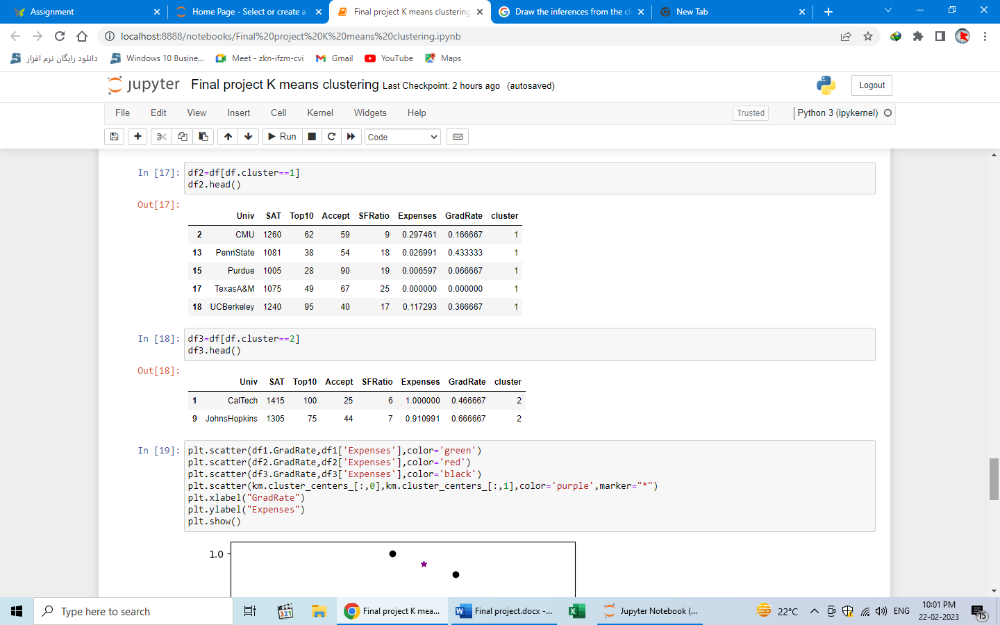 Assignment
Home Page - Select or create a
Final project K means clustering
Draw the inferences from the cl
New Tab
localhost:8888/notebooks/Final%20project%20K%20means%20clustering.ipynb
دانلود رایگان نرم افزار
Windows 10 Busine...
Meet - zkn-ifzm-cvi
Gmail
YouTube
Maps
jupyter Final project K means clustering Last Checkpoint: 2 hours ago (autosaved)
Logout
File Edit View Insert Cell Kernel Widgets Help
Trusted
Python 3 (ipykernel)
Run
Code
In [17]: df2=df[df.cluster==1]
df2.head()
Out[17]:
Univ SAT Top10 Accept SFRatio Expenses GradRate cluster
2 CMU 1260 62 59 9 0.297461 0.166667 1
13 PennState 1081 38 54 18 0.026991 0.433333 1
15 Purdue 1005 28 90 19 0.006597 0.066667 1
17 TexasA&M 1075 49 67 25 0.000000 0.000000 1
18 UCBerkeley 1240 95 40 17 0.117293 0.366667 1
In [18]: df3=df[df.cluster==2]
df3.head()
Out[18]:
Univ SAT Top10 Accept SFRatio Expenses GradRate cluster
1 CalTech 1415 100 25 6 1.000000 0.466667 2
9 JohnsHopkins 1305 75 44 7 0.910991 0.666667 2
In [19]: plt.scatter(df1.GradRate,df1['Expenses'],color='green')
plt.scatter(df2.GradRate,df2['Expenses'],color='red')
plt.scatter(df3.GradRate,df3['Expenses'],color='black')
plt.scatter(km.cluster_centers_[:,0],km.cluster_centers_[:,1],color='purple',marker="*")
plt.xlabel("GradRate")
plt.ylabel("Expenses")
plt.show()
1.0
Type here to search
321
Final project K mea...
Final project.docx -...
Jupyter Notebook (...
22°C
ENG
10:01 PM
22-02-2023
15